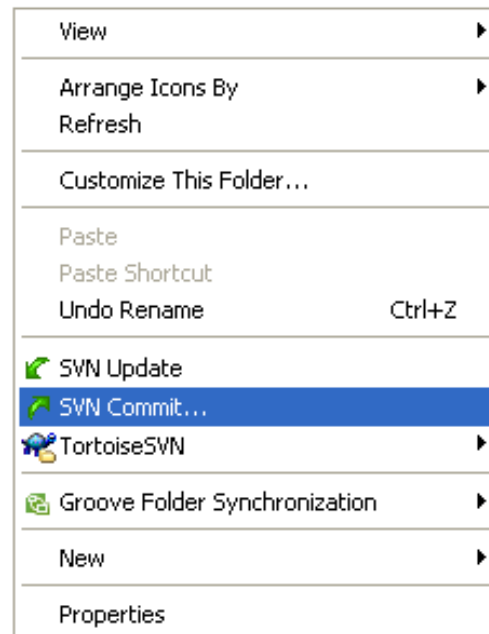 View
Arrange Icons By
Refresh
Customize This Folder...
Paste
Paste Shortcut
Undo Rename Ctrl+Z
SVN Update
SVN Commit...
TortoiseSVN
Groove Folder Synchronization
New
Properties